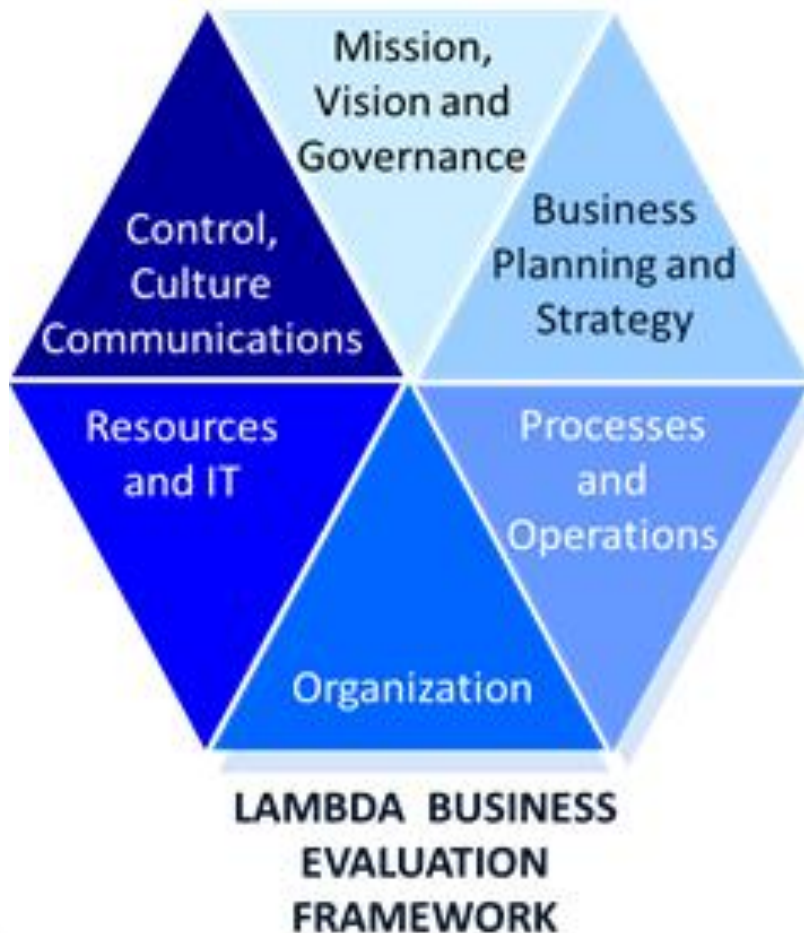 Mission,
Vision and
Governance
Business
Planning and
Strategy
Processes
and
Operations
Organization
Resources
and IT
Control,
Culture
Communications
LAMBDA BUSINESS
EVALUATION
FRAMEWORK